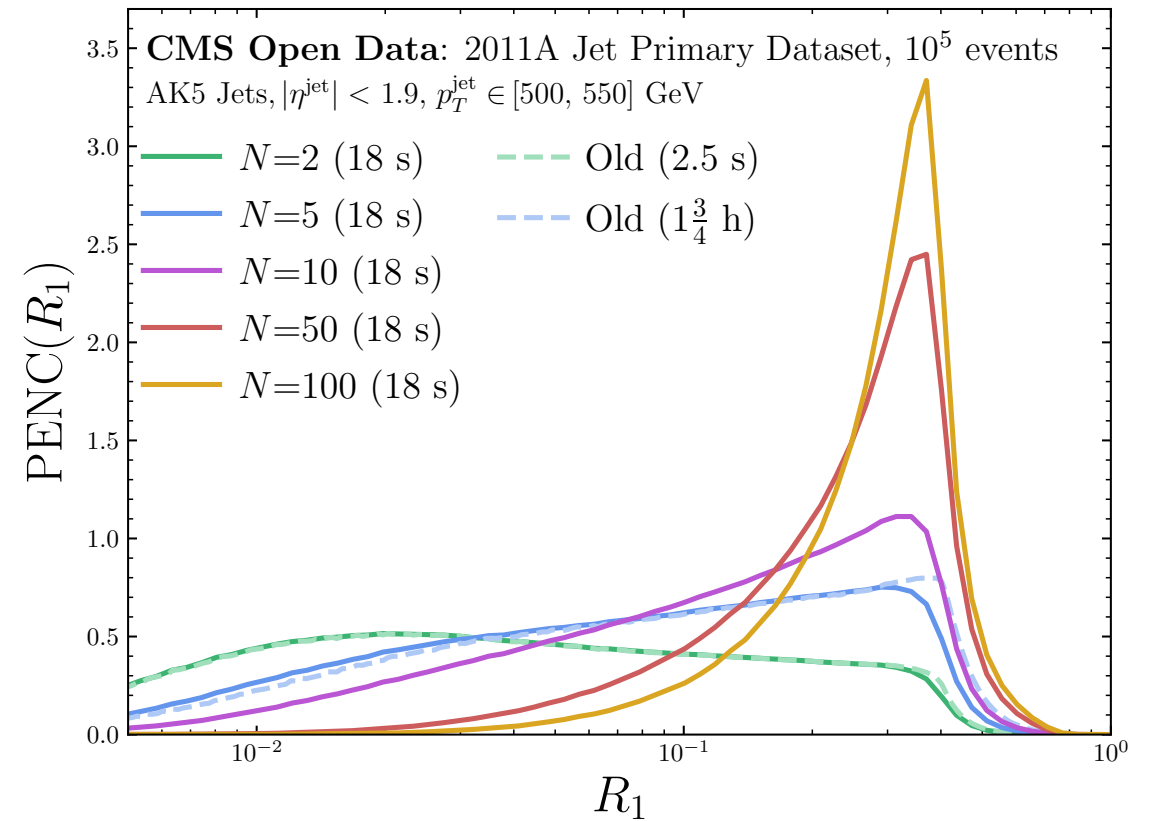 CMS Open Data: 2011A Jet Primary Dataset, 10⁵ events
AK5 Jets, |η^jet| < 1.9, p_T^jet ∈ [500, 550] GeV
N=2 (18 s)
N=5 (18 s)
N=10 (18 s)
N=50 (18 s)
N=100 (18 s)
Old (2.5 s)
Old (1¾ h)
PENC(R₁)
3.5
3.0
2.5
2.0
1.5
1.0
0.5
0.0
10⁻²
10⁻¹
10⁰
R₁